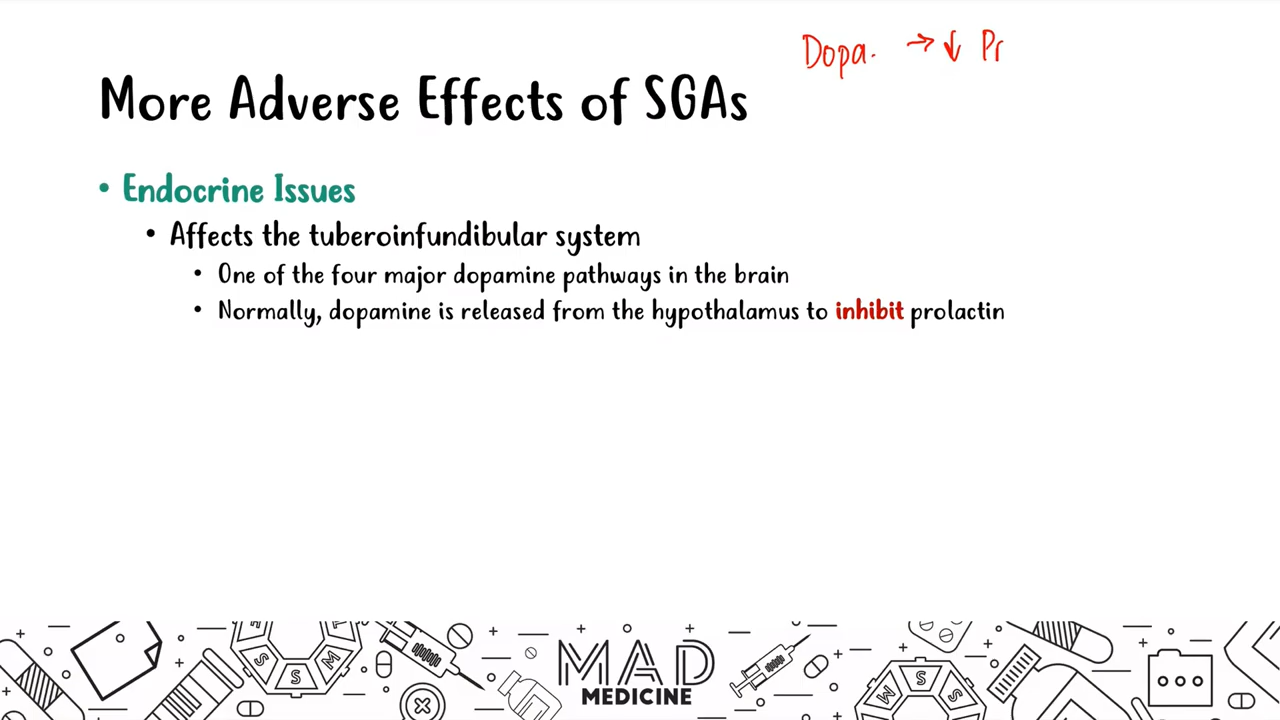 Dopa. → ↓ Pr
More Adverse Effects of SGAs
• Endocrine Issues
• Affects the tuberoinfundibular system
• One of the four major dopamine pathways in the brain
• Normally, dopamine is released from the hypothalamus to inhibit prolactin
MAD
MEDICINE
S S M
M S S